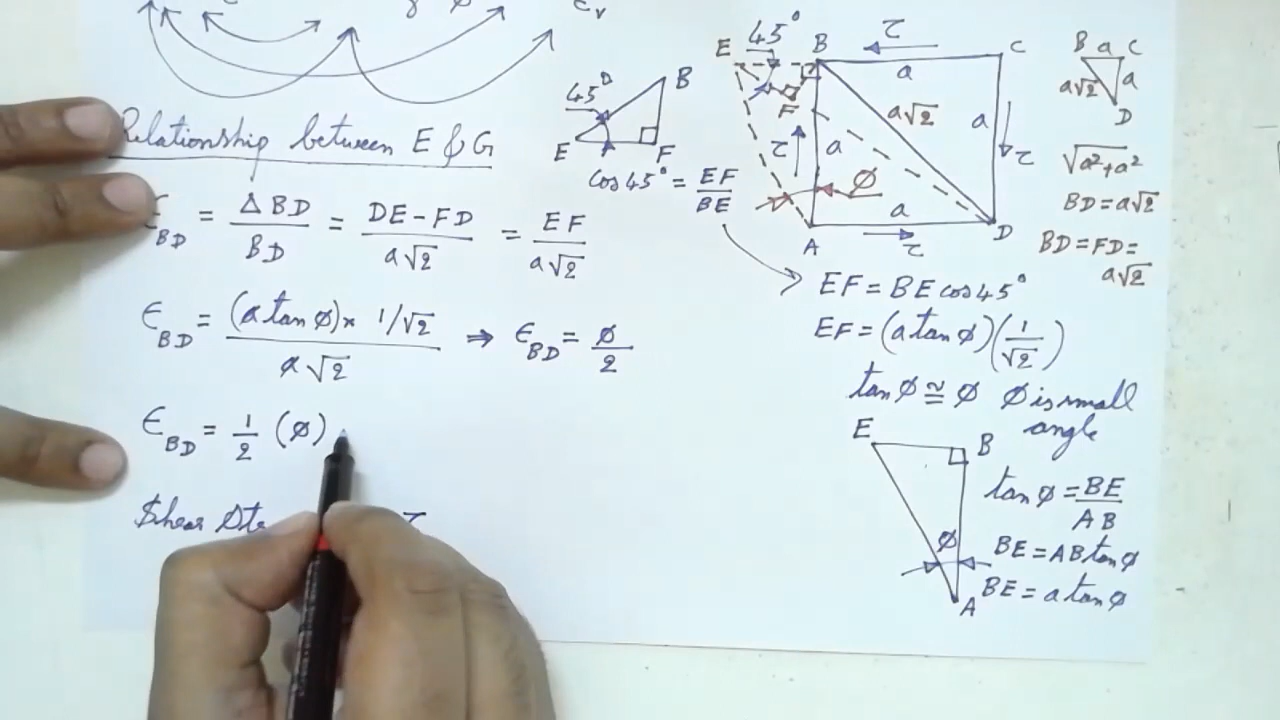 Relationship between E & G
ϵ_BD = ΔBD / BD = (DE − FD) / a√2 = EF / a√2
ϵ_BD = (a tan φ) × 1/√2 / a√2 ⇒ ϵ_BD = φ/2
ϵ_BD = 1/2 (φ)
Shear
45°
B
E
F
cos 45° = EF / BE
45°
E
B
τ
C
a
F
a√2
a
τ
a
τ
φ
a
A
τ
D
B a C
a√2
a
D
√(a² + a²)
BD = a√2
BD = FD =
a√2
EF = BE cos 45°
EF = (a tan φ)(1/√2)
tan φ ≅ φ φ is small
angle
E
B
φ
A
tan φ = BE / AB
BE = AB tan φ
BE = a tan φ